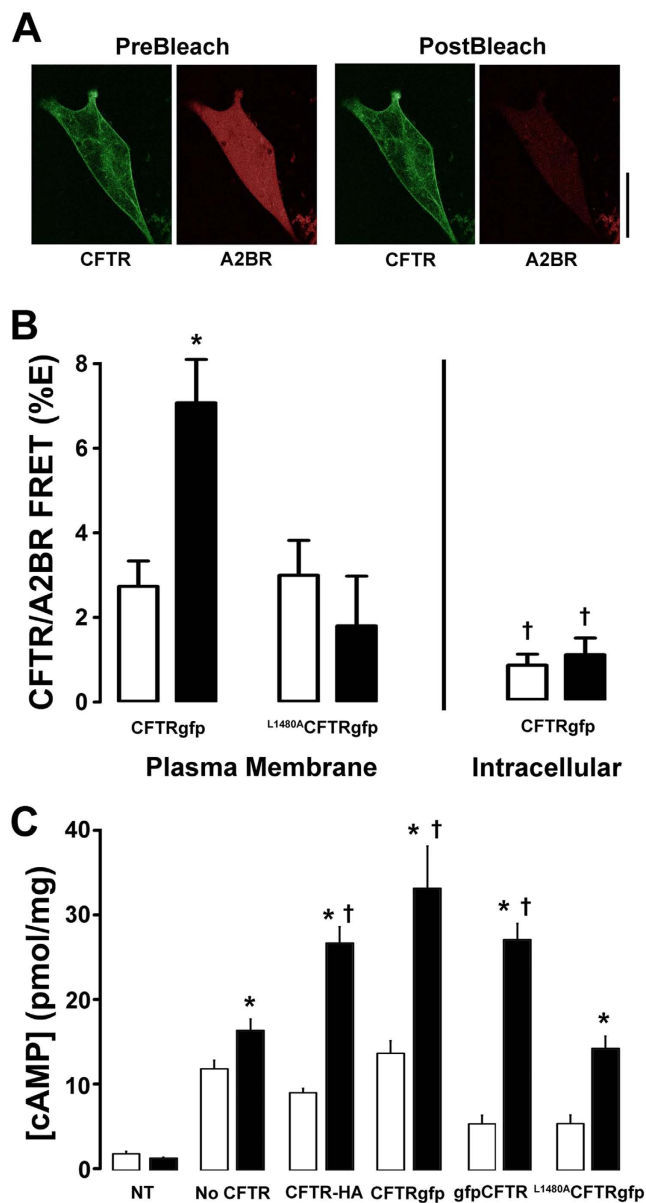 A
PreBleach PostBleach
CFTR A2BR CFTR A2BR
B
CFTR/A2BR FRET (%E)
8
6
4
2
0
*
† †
CFTRgfp L1480ACFTRgfp CFTRgfp
Plasma Membrane Intracellular
C
[cAMP] (pmol/mg)
40
30
20
10
0
* * † * † * † *
NT No CFTR CFTR-HA CFTRgfp gfpCFTR L1480ACFTRgfp